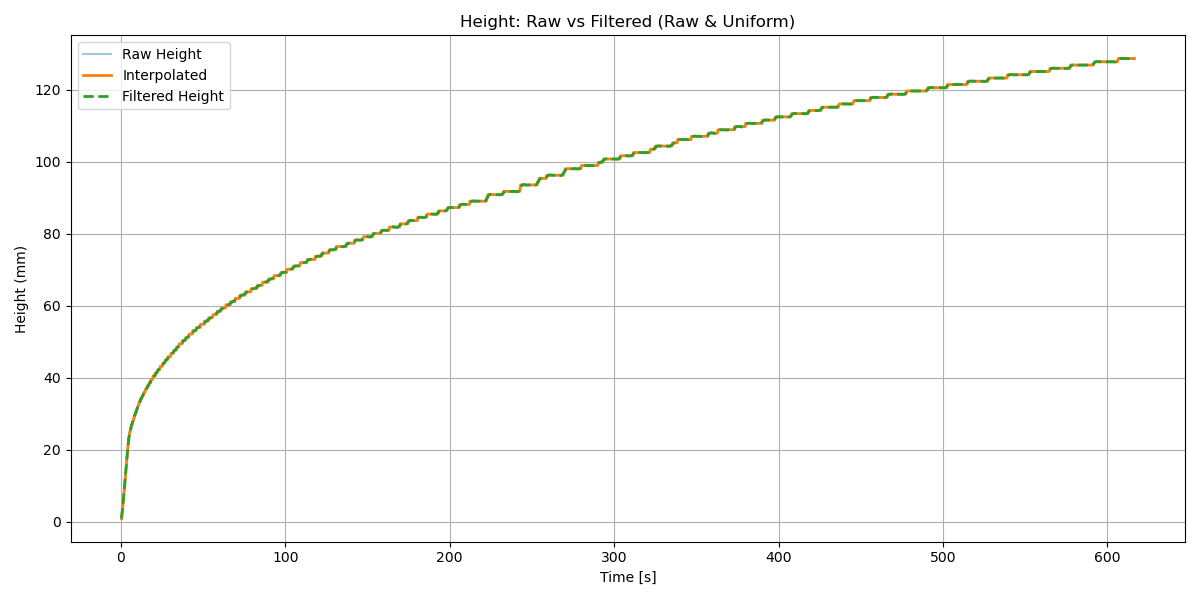 Height: Raw vs Filtered (Raw & Uniform)
Raw Height
Interpolated
Filtered Height
Height (mm)
120
100
80
60
40
20
0
0 100 200 300 400 500 600
Time [s]